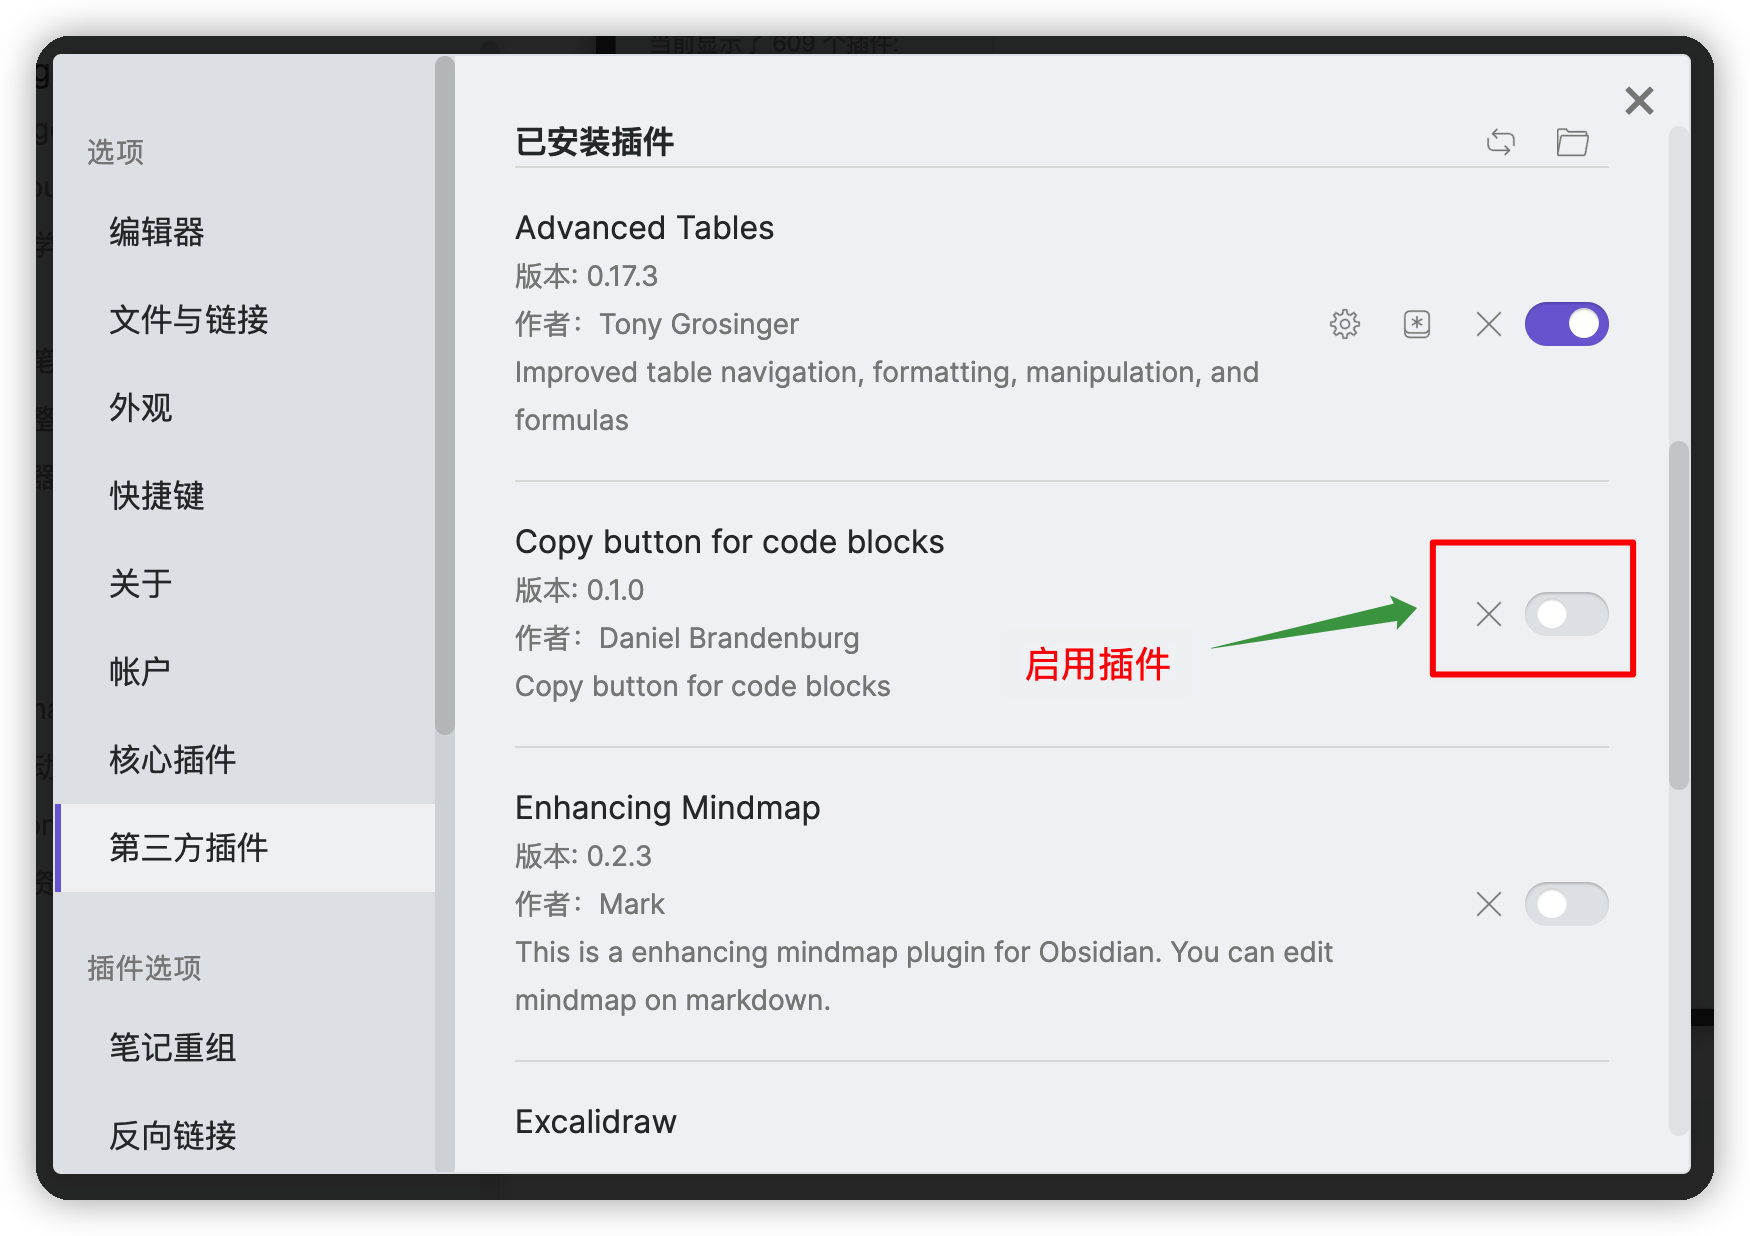 当前显示了 609 个插件:
选项
编辑器
文件与链接
外观
快捷键
关于
帐户
核心插件
第三方插件
插件选项
笔记重组
反向链接
已安装插件
Advanced Tables
版本: 0.17.3
作者：Tony Grosinger
Improved table navigation, formatting, manipulation, and
formulas
Copy button for code blocks
版本: 0.1.0
作者：Daniel Brandenburg
Copy button for code blocks
启用插件
Enhancing Mindmap
版本: 0.2.3
作者：Mark
This is a enhancing mindmap plugin for Obsidian. You can edit
mindmap on markdown.
Excalidraw